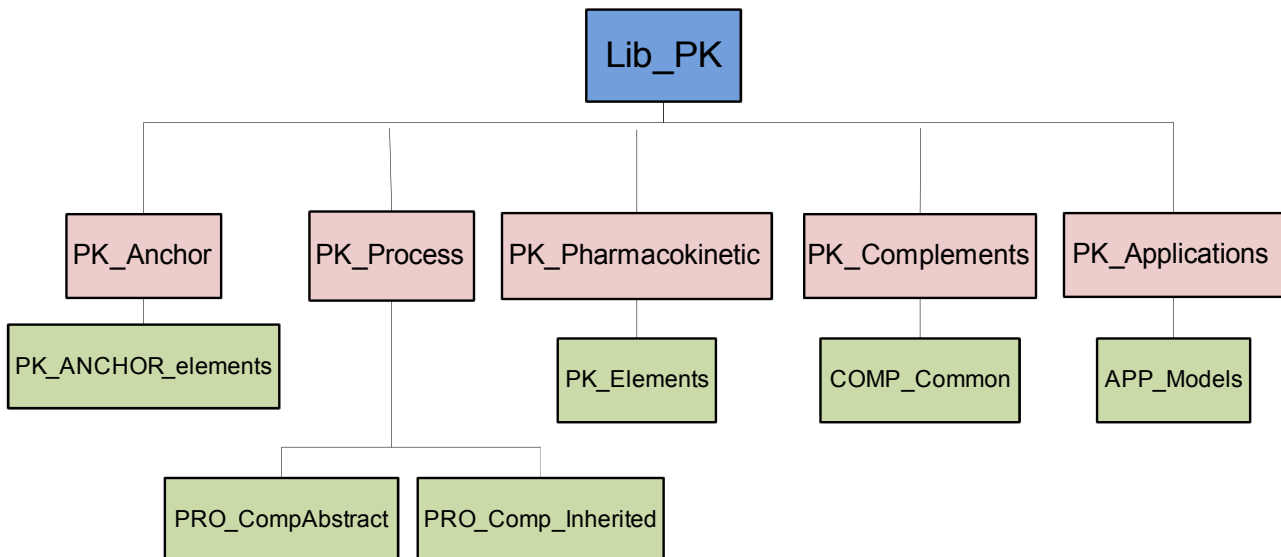 Lib_PK
PK_Anchor
PK_Process
PK_Pharmacokinetic
PK_Complements
PK_Applications
PK_ANCHOR_elements
PK_Elements
COMP_Common
APP_Models
PRO_CompAbstract
PRO_Comp_Inherited